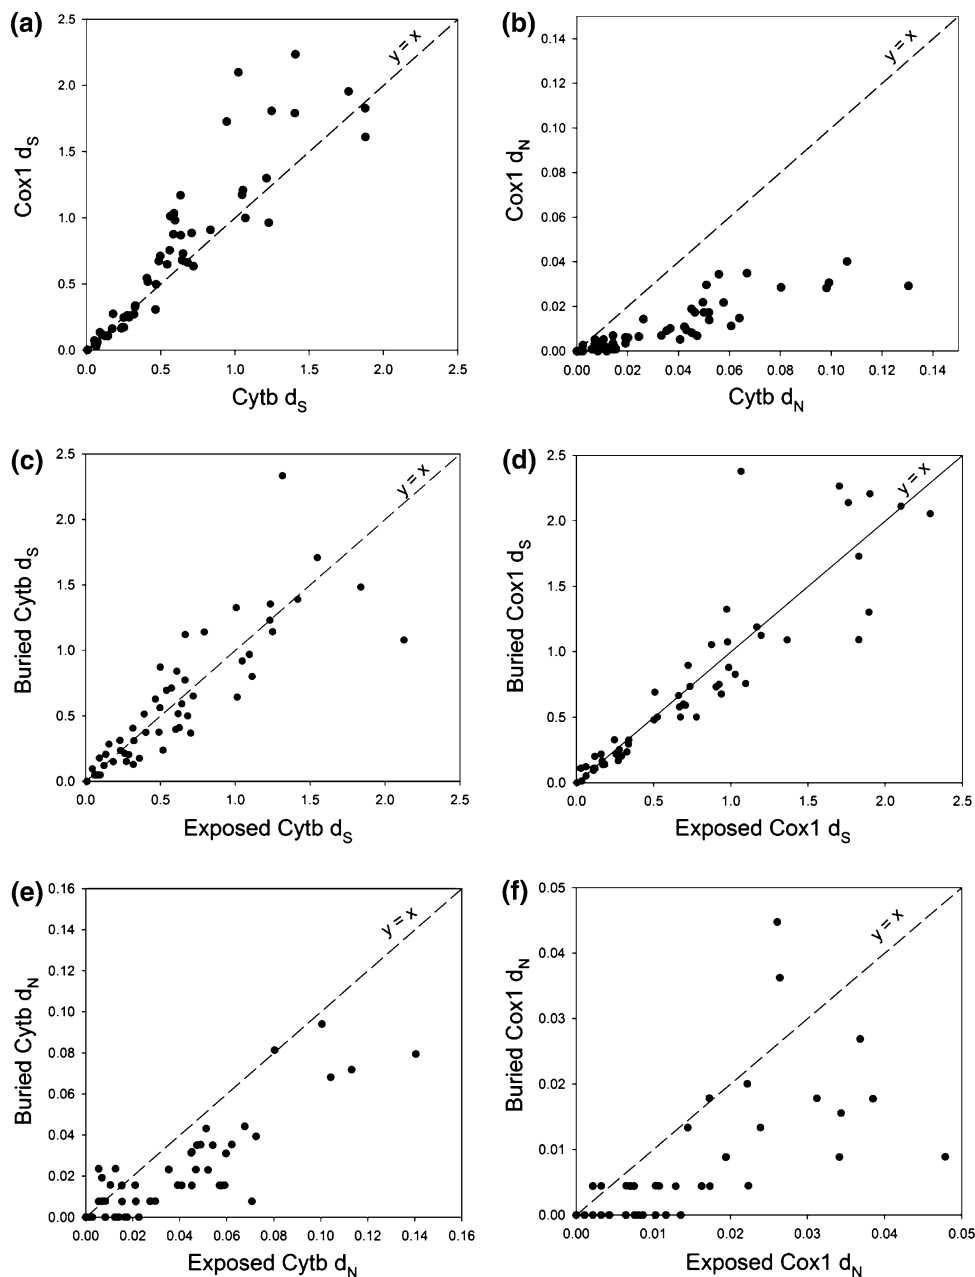 (a)
2.5
2.0
1.5
1.0
0.5
0.0
Cox1 dS
y = x
0.0 0.5 1.0 1.5 2.0 2.5
Cytb dS
(b)
0.14
0.12
0.10
0.08
0.06
0.04
0.02
0.00
Cox1 dN
y = x
0.00 0.02 0.04 0.06 0.08 0.10 0.12 0.14
Cytb dN
(c)
2.5
2.0
1.5
1.0
0.5
0.0
Buried Cytb dS
y = x
0.0 0.5 1.0 1.5 2.0 2.5
Exposed Cytb dS
(d)
2.5
2.0
1.5
1.0
0.5
0.0
Buried Cox1 dS
y = x
0.0 0.5 1.0 1.5 2.0 2.5
Exposed Cox1 dS
(e)
0.16
0.14
0.12
0.10
0.08
0.06
0.04
0.02
0.00
Buried Cytb dN
y = x
0.00 0.02 0.04 0.06 0.08 0.10 0.12 0.14 0.16
Exposed Cytb dN
(f)
0.05
0.04
0.03
0.02
0.01
0.00
Buried Cox1 dN
y = x
0.00 0.01 0.02 0.03 0.04 0.05
Exposed Cox1 dN